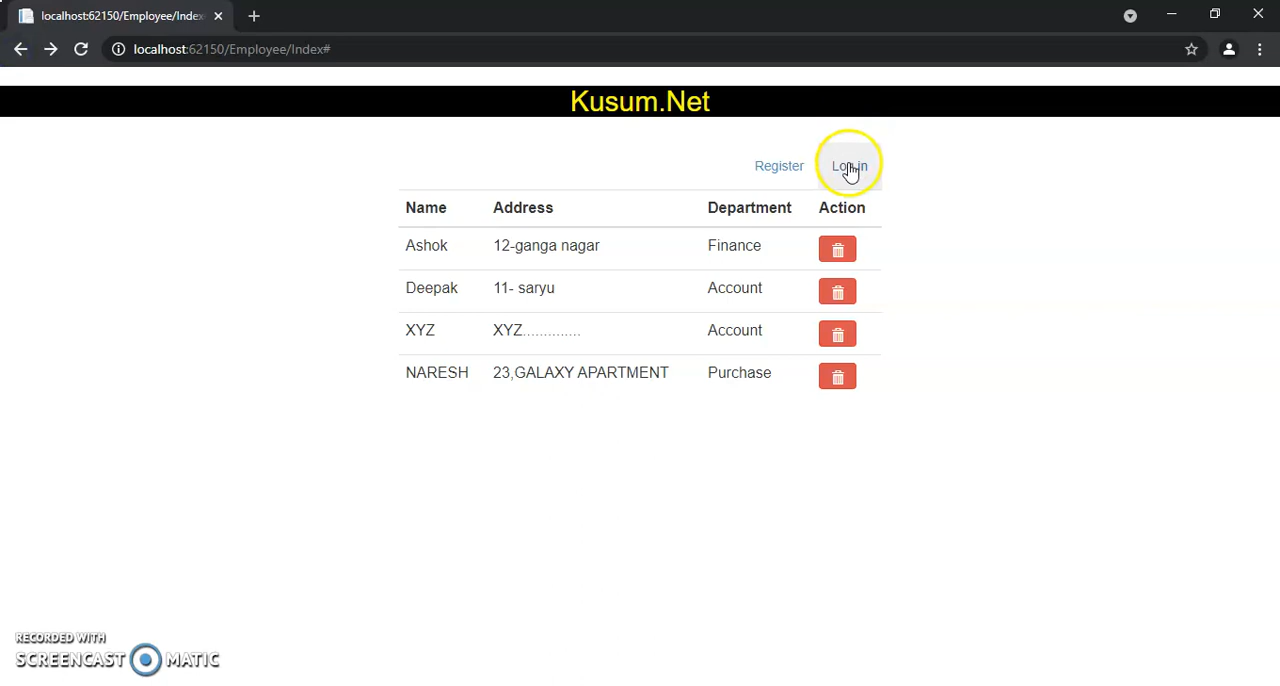 localhost:62150/Employee/Index
localhost:62150/Employee/Index#
Kusum.Net
Register Log in
Name Address Department Action
Ashok 12-ganga nagar Finance
Deepak 11- saryu Account
XYZ XYZ.............. Account
NARESH 23,GALAXY APARTMENT Purchase
RECORDED WITH
SCREENCAST MATIC